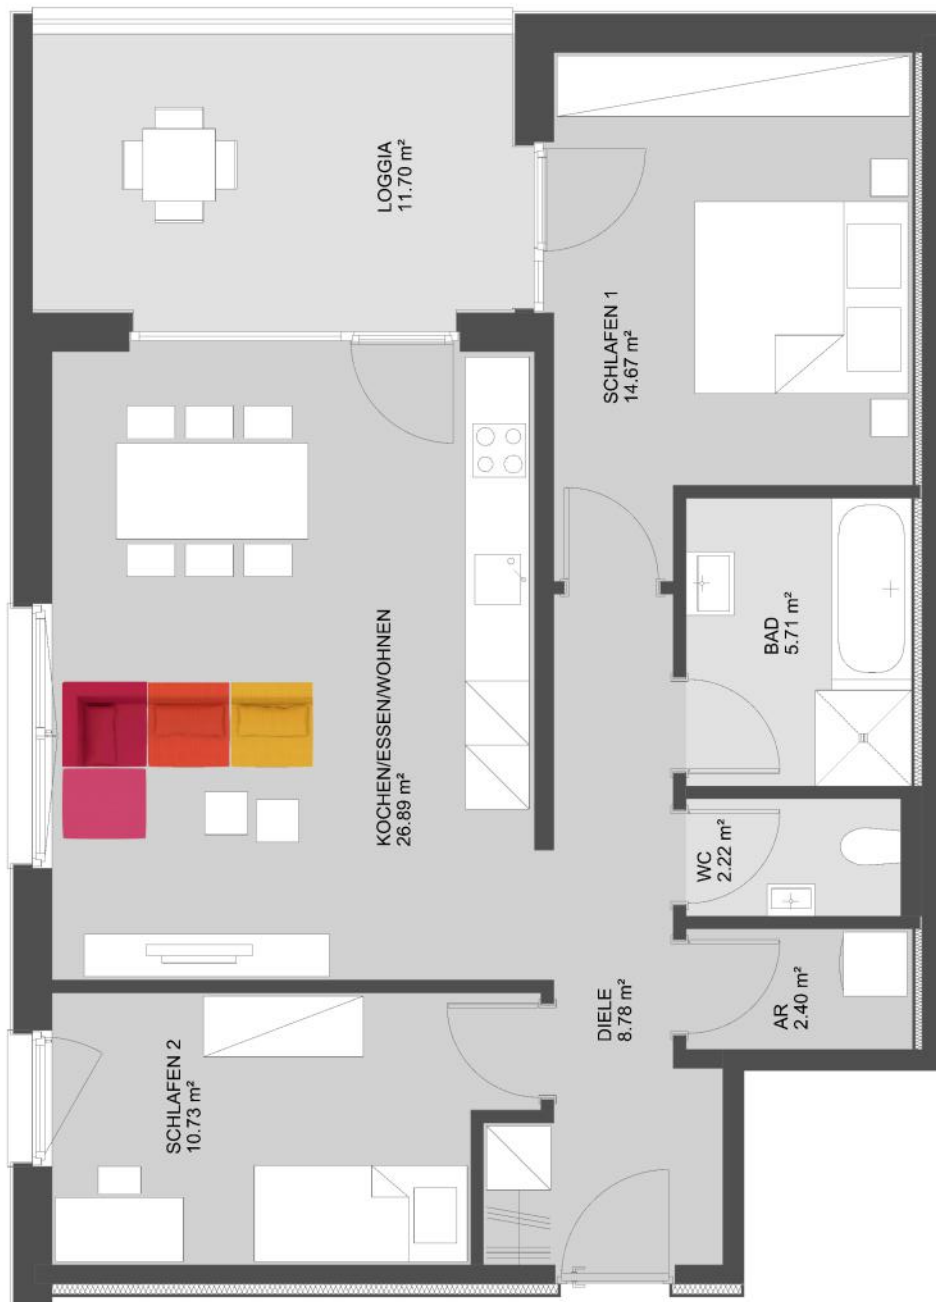 LOGGIA
11.70 m²
SCHLAFEN 1
14.67 m²
KOCHEN/ESSEN/WOHNEN
26.89 m²
BAD
5.71 m²
WC
2.22 m²
AR
2.40 m²
DIELE
8.78 m²
SCHLAFEN 2
10.73 m²